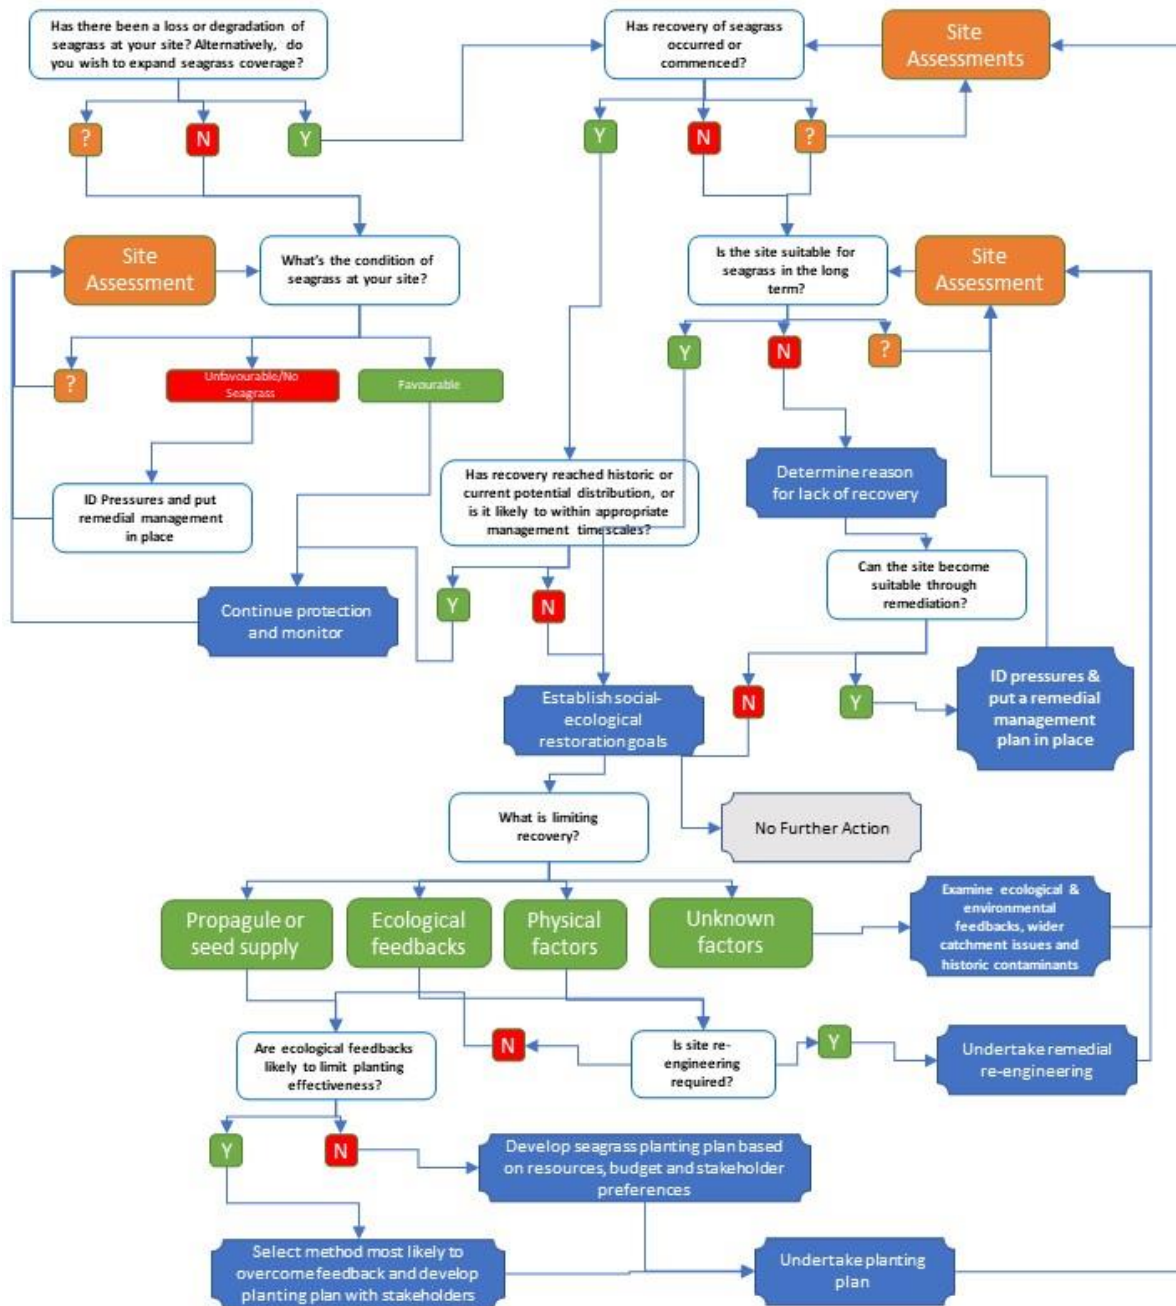 Has there been a loss or degradation of
seagrass at your site? Alternatively, do
you wish to expand seagrass coverage?
Has recovery of seagrass
occurred or
commenced?
Site
Assessments
?
N
Y
Y
N
?
Site
Assessment
What's the condition of
seagrass at your site?
Is the site suitable for
seagrass in the long
term?
Site
Assessment
?
Unfavourable/No
Seagrass
Favourable
Y
N
?
ID Pressures and put
remedial management
in place
Has recovery reached historic or
current potential distribution, or
is it likely to within appropriate
management timescales?
Determine reason
for lack of recovery
Can the site become
suitable through
remediation?
Continue protection
and monitor
Y
N
N
Y
ID pressures &
put a remedial
management
plan in place
Establish social-
ecological
restoration goals
What is limiting
recovery?
No Further Action
Propagule or
seed supply
Ecological
feedbacks
Physical
factors
Unknown
factors
Examine ecological &
environmental
feedbacks, wider
catchment issues and
historic contaminants
Are ecological feedbacks
likely to limit planting
effectiveness?
N
Is site re-
engineering
required?
Y
Undertake remedial
re-engineering
Y
N
Develop seagrass planting plan based
on resources, budget and stakeholder
preferences
Select method most likely to
overcome feedback and develop
planting plan with stakeholders
Undertake planting
plan